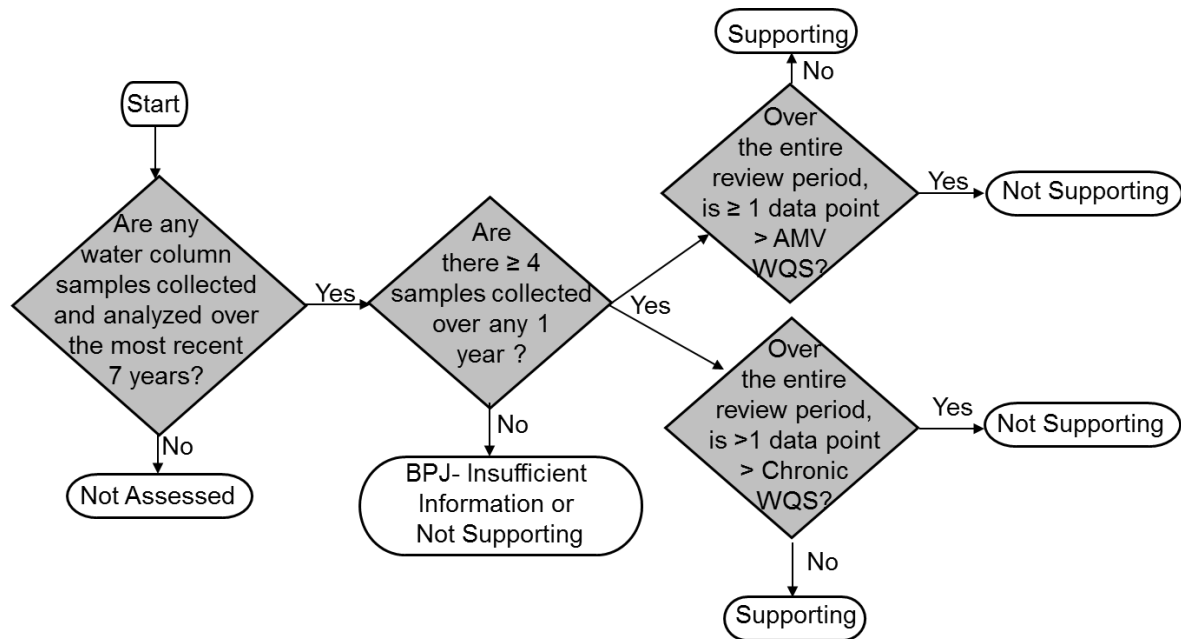 Start
Are any
water column
samples collected
and analyzed over
the most recent
7 years?
No
Not Assessed
Yes
Are
there ≥ 4
samples collected
over any 1
year ?
No
BPJ- Insufficient
Information or
Not Supporting
Yes
Over
the entire
review period,
is ≥ 1 data point
> AMV
WQS?
No
Supporting
Yes
Not Supporting
Over
the entire
review period,
is >1 data point
> Chronic
WQS?
Yes
Not Supporting
No
Supporting